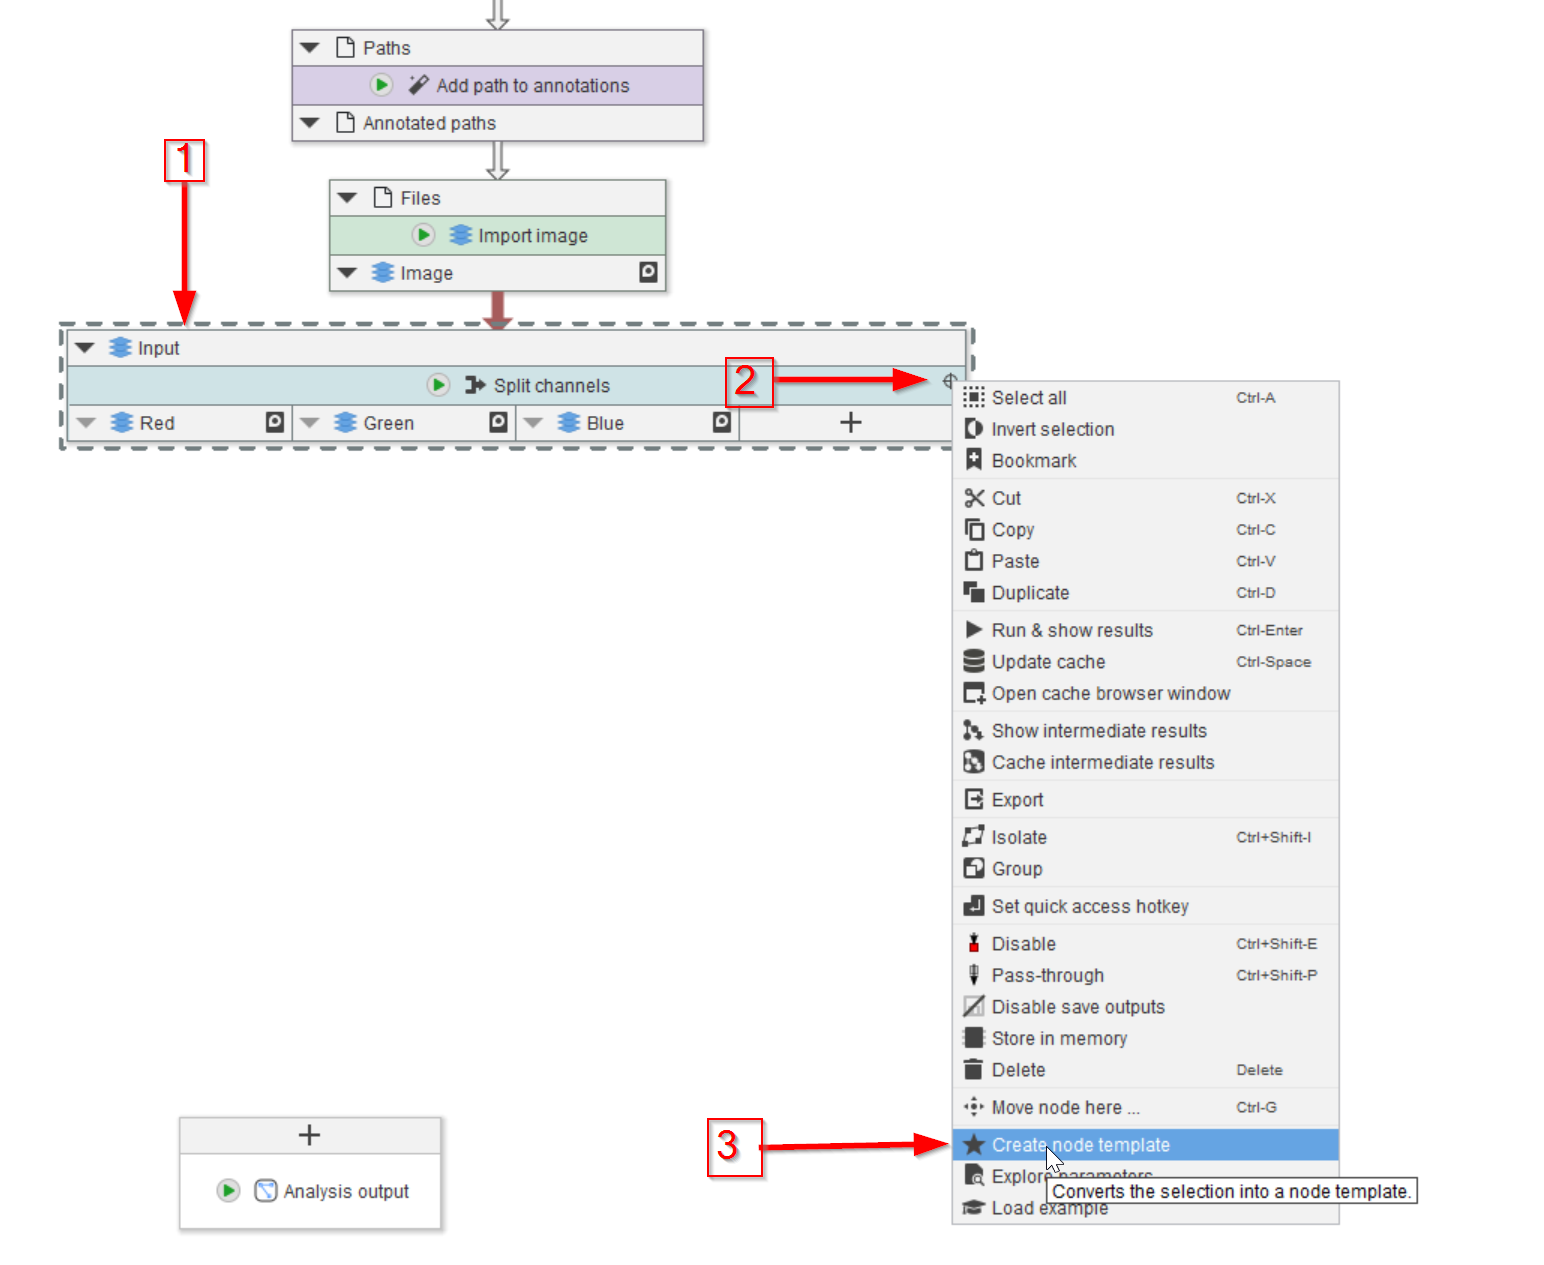 Paths
Add path to annotations
Annotated paths
1
Files
Import image
Image
Input
Split channels
2
Red Green Blue
Select all Ctrl-A
Invert selection
Bookmark
Cut Ctrl-X
Copy Ctrl-C
Paste Ctrl-V
Duplicate Ctrl-D
Run & show results Ctrl-Enter
Update cache Ctrl-Space
Open cache browser window
Show intermediate results
Cache intermediate results
Export
Isolate Ctrl+Shift-I
Group
Set quick access hotkey
Disable Ctrl+Shift-E
Pass-through Ctrl+Shift-P
Disable save outputs
Store in memory
Delete Delete
Move node here ... Ctrl-G
3
Create node template
Explore parameters
Converts the selection into a node template.
Load example
Analysis output